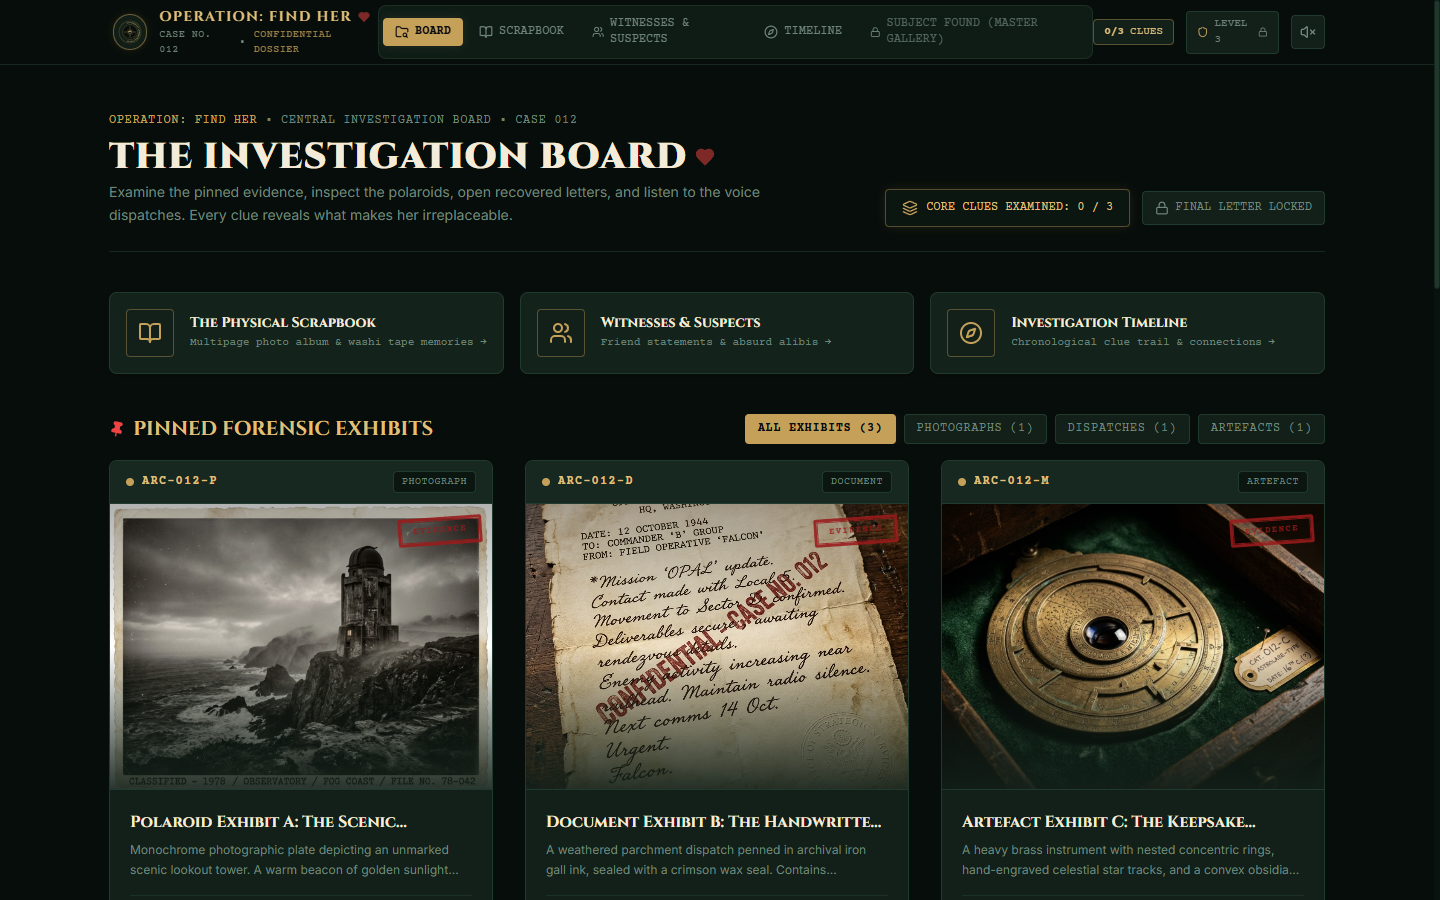 OPERATION: FIND HER
CASE NO. 012 • CONFIDENTIAL DOSSIER
BOARD
SCRAPBOOK
WITNESSES & SUSPECTS
TIMELINE
SUBJECT FOUND (MASTER GALLERY)
0/3 CLUES
LEVEL 3
OPERATION: FIND HER • CENTRAL INVESTIGATION BOARD • CASE 012
THE INVESTIGATION BOARD
Examine the pinned evidence, inspect the polaroids, open recovered letters, and listen to the voice
dispatches. Every clue reveals what makes her irreplaceable.
CORE CLUES EXAMINED: 0 / 3
FINAL LETTER LOCKED
THE PHYSICAL SCRAPBOOK
Multipage photo album & washi tape memories →
WITNESSES & SUSPECTS
Friend statements & absurd alibis →
INVESTIGATION TIMELINE
Chronological clue trail & connections →
PINNED FORENSIC EXHIBITS
ALL EXHIBITS (3)
PHOTOGRAPHS (1)
DISPATCHES (1)
ARTEFACTS (1)
ARC-012-P
PHOTOGRAPH
EVIDENCE
CLASSIFIED - 1978 / OBSERVATORY / FOG COAST / FILE NO. 78-042
POLAROID EXHIBIT A: THE SCENIC...
Monochrome photographic plate depicting an unmarked
scenic lookout tower. A warm beacon of golden sunlight...
ARC-012-D
DOCUMENT
EVIDENCE
HQ,
DATE: 12 OCTOBER 1944
TO: COMMANDER 'B' GROUP
FROM: FIELD OPERATIVE 'FALCON'
*Mission 'OPAL' update.
Contact made with Local
Movement to Sector confirmed.
Deliverables secured, awaiting
rendezvous details.
Enemy activity increasing near
Maintain radio silence.
Next comms 14 Oct.
Urgent.
Falcon.
CONFIDENTIAL - CASE NO. 012
DOCUMENT EXHIBIT B: THE HANDWRITTE...
A weathered parchment dispatch penned in archival iron
gall ink, sealed with a crimson wax seal. Contains...
ARC-012-M
ARTEFACT
EVIDENCE
012-C
ARTEFACT EXHIBIT C: THE KEEPSAKE...
A heavy brass instrument with nested concentric rings,
hand-engraved celestial star tracks, and a convex obsidia...